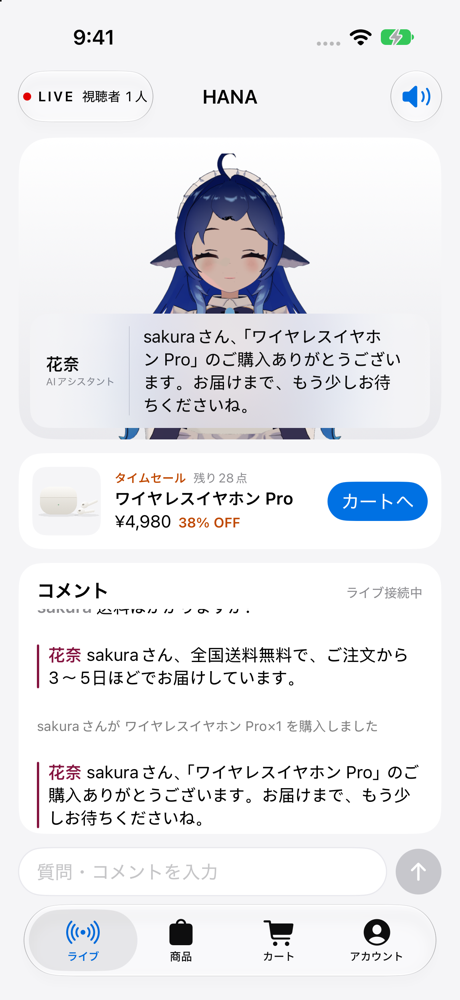 9:41
LIVE 視聴者 1人
HANA
花奈
AIアシスタント
sakuraさん、「ワイヤレスイヤホ
ン Pro」のご購入ありがとうござい
ます。お届けまで、もう少しお待
ちくださいね。
タイムセール 残り28点
ワイヤレスイヤホン Pro
¥4,980 38% OFF
カートへ
コメント
ライブ接続中
sakura 送料はかかりますか？
花奈 sakuraさん、全国送料無料で、ご注文から
3〜5日ほどでお届けしています。
sakuraさんが ワイヤレスイヤホン Pro×1 を購入しました
花奈 sakuraさん、「ワイヤレスイヤホン Pro」のご
購入ありがとうございます。お届けまで、もう少
しお待ちくださいね。
質問・コメントを入力
ライブ
商品
カート
アカウント